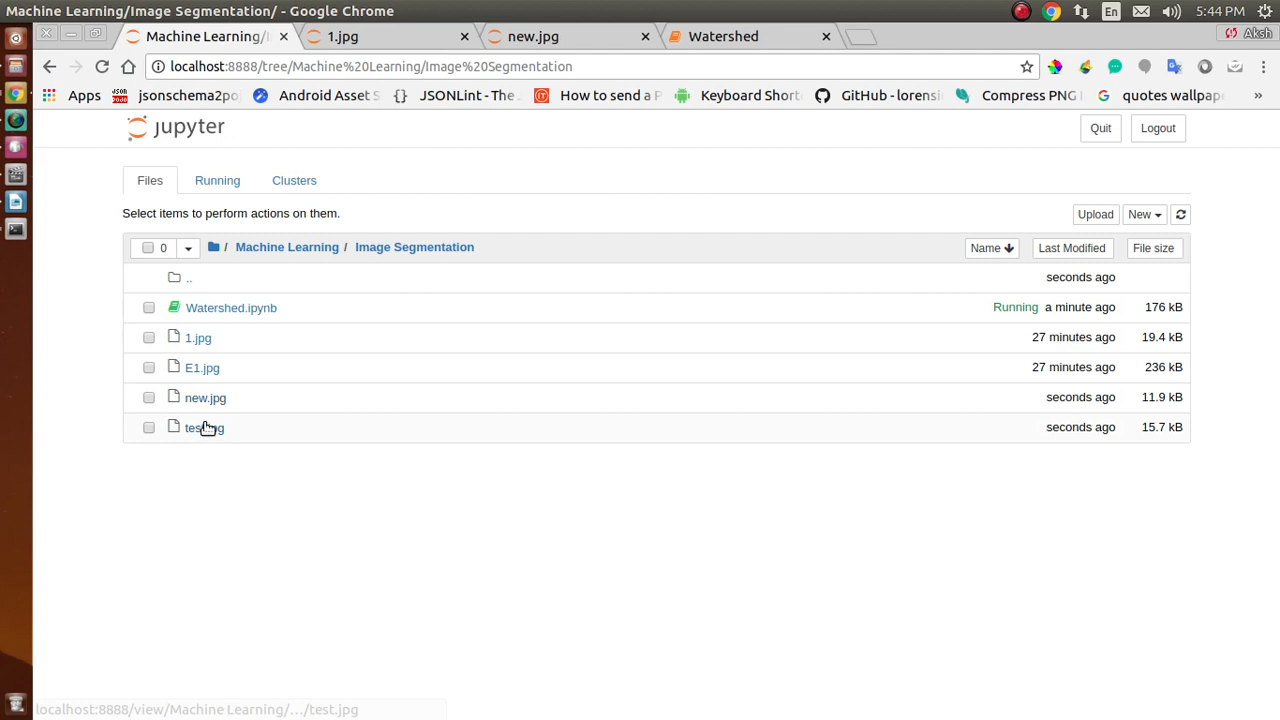 Machine Learning/Image Segmentation/ - Google Chrome
En
5:44 PM
Machine Learning/I
1.jpg
new.jpg
Watershed
Aksh
localhost:8888/tree/Machine%20Learning/Image%20Segmentation
Apps
jsonschema2poj
Android Asset S
JSONLint - The
How to send a P
Keyboard Short
GitHub - lorensi
Compress PNG
quotes wallpap
»
jupyter
Quit
Logout
Files
Running
Clusters
Select items to perform actions on them.
Upload
New
0
/ Machine Learning / Image Segmentation
Name
Last Modified
File size
..
seconds ago
Watershed.ipynb
Running a minute ago
176 kB
1.jpg
27 minutes ago
19.4 kB
E1.jpg
27 minutes ago
236 kB
new.jpg
seconds ago
11.9 kB
seconds ago
15.7 kB
localhost:8888/view/Machine Learning/…/test.jpg